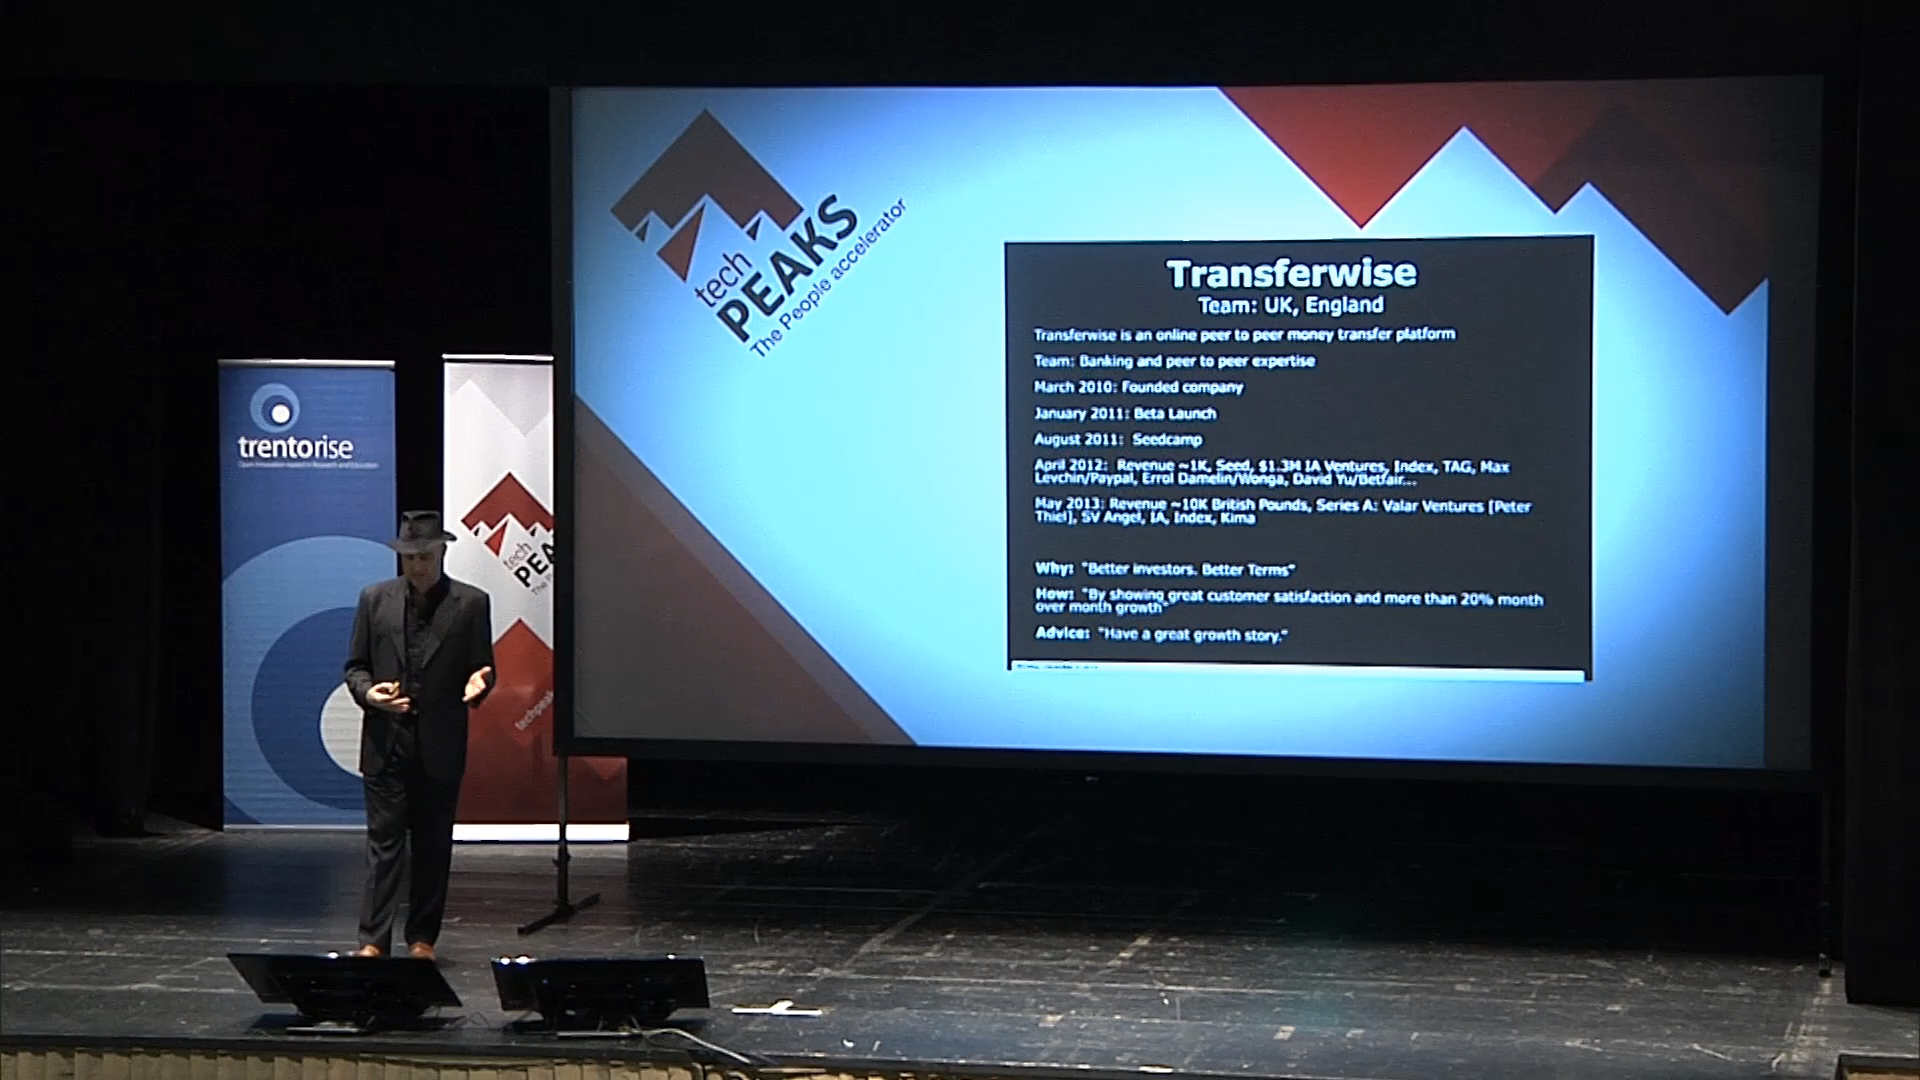 tech
PEAKS
The People accelerator
Transferwise
Team: UK, England
Transferwise is an online peer to peer money transfer platform
Team: Banking and peer to peer expertise
March 2010: Founded company
January 2011: Beta Launch
August 2011: Seedcamp
April 2012: Revenue ~1K, Seed, $1.3M IA Ventures, Index, TAG, Max
Levchin/Paypal, Errol Damelin/Wonga, David Yu/Betfair...
May 2013: Revenue ~10K British Pounds, Series A: Valar Ventures [Peter
Thiel], SV Angel, IA, Index, Kima
Why: "Better investors. Better Terms"
How: "By showing great customer satisfaction and more than 20% month
over month growth"
Advice: "Have a great growth story."
trentorise
tech
PEA
techpeak